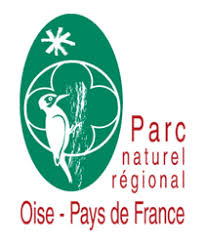 Parc
naturel
régional
Oise - Pays de France